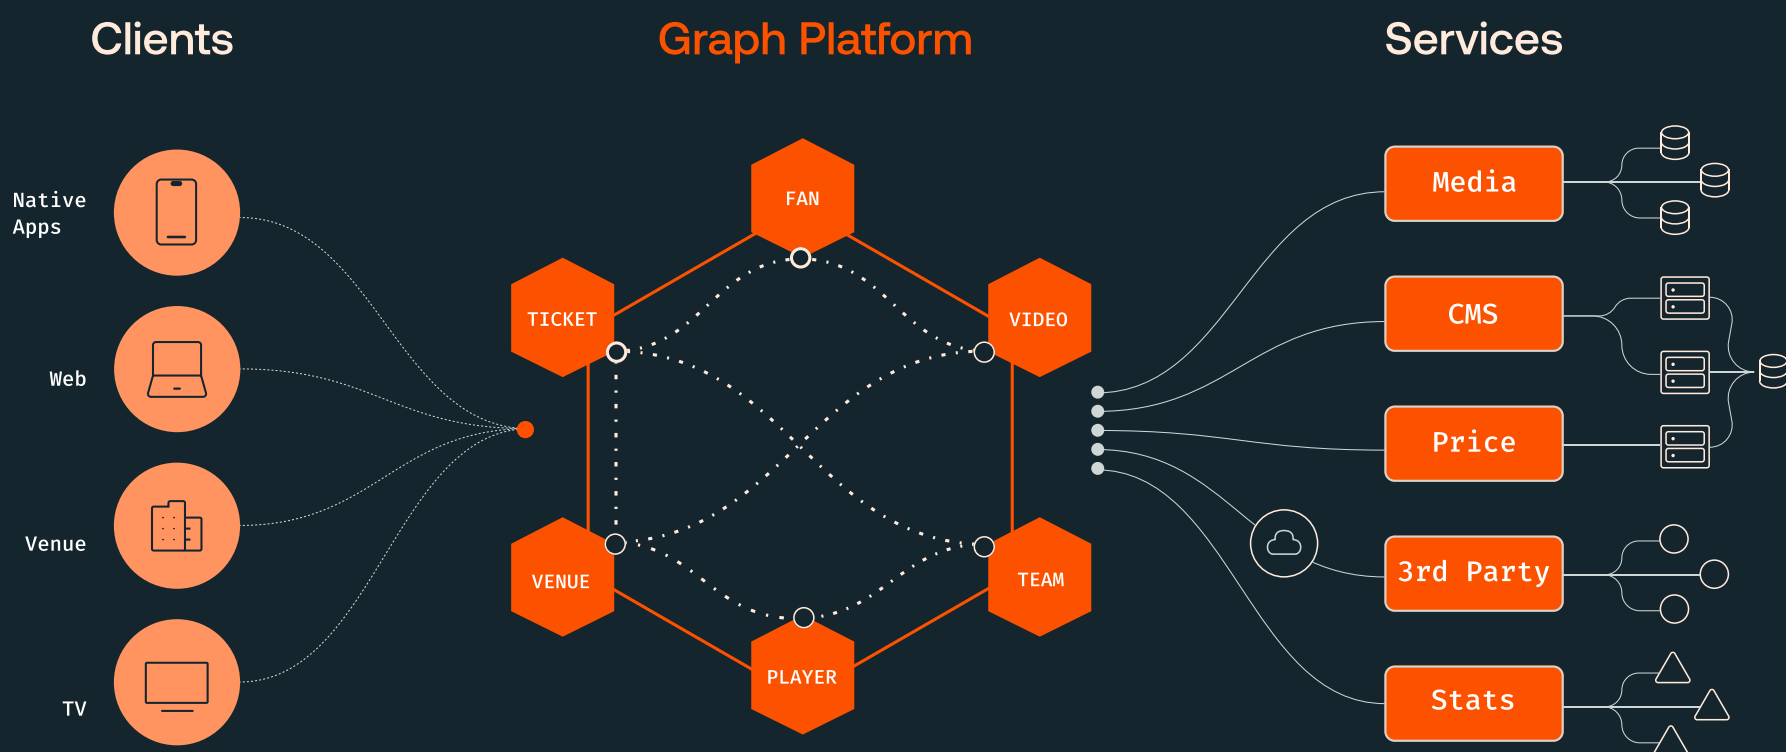 Clients
Graph Platform
Services
Native
Apps
Web
Venue
TV
FAN
TICKET
VIDEO
VENUE
TEAM
PLAYER
Media
CMS
Price
3rd Party
Stats